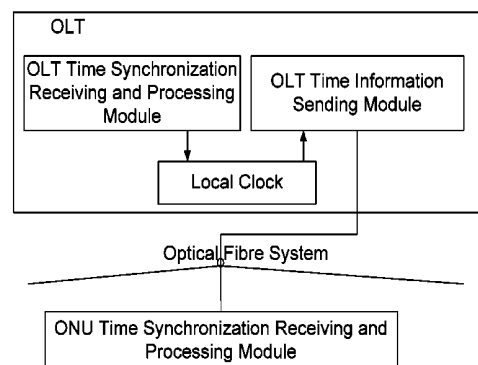 OLT
OLT Time Synchronization
Receiving and Processing
Module
OLT Time Information
Sending Module
Local Clock
Optical Fibre System
ONU Time Synchronization Receiving and
Processing Module